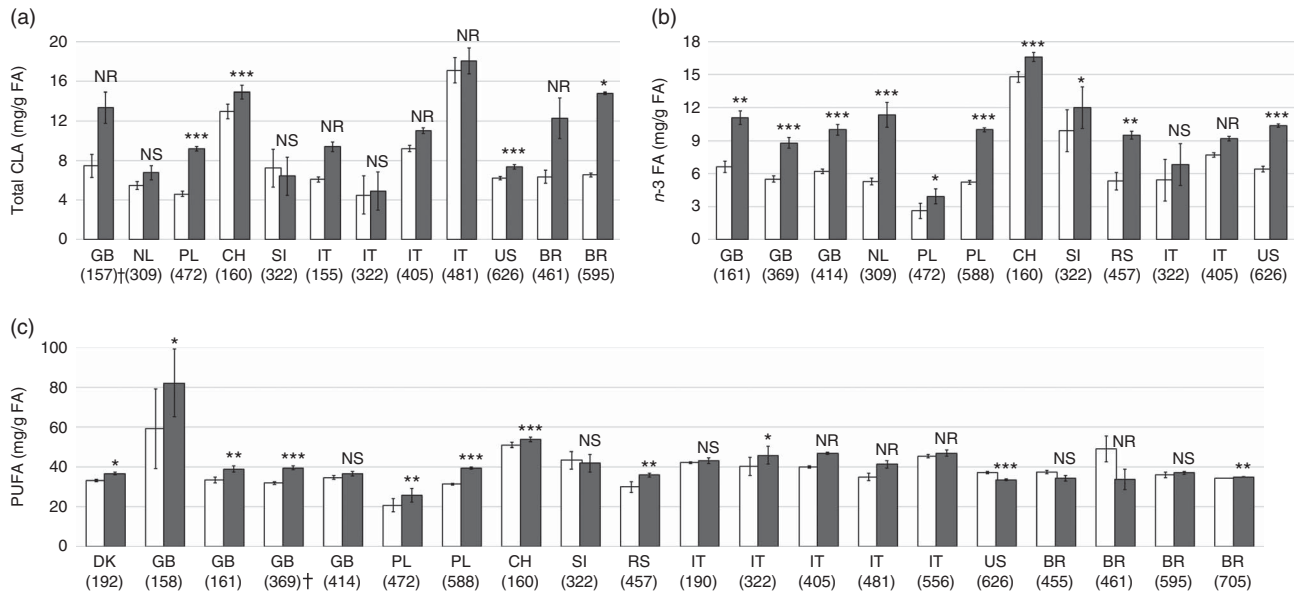 (a)
Total CLA (mg/g FA)
20
16
12
8
4
0
NR NS *** *** NS NR NS NR NR *** NR *
GB NL PL CH SI IT IT IT IT US BR BR
(157)† (309) (472) (160) (322) (155) (322) (405) (481) (626) (461) (595)
(b)
n-3 FA (mg/g FA)
18
15
12
9
6
3
0
** *** *** *** * *** *** * ** NS NR ***
GB GB GB NL PL PL CH SI RS IT IT US
(161) (369) (414) (309) (472) (588) (160) (322) (457) (322) (405) (626)
(c)
PUFA (mg/g FA)
100
80
60
40
20
0
* * ** *** NS ** *** *** NS ** NS * NR NR NR *** NS NR NS **
DK GB GB GB GB PL PL CH SI RS IT IT IT IT IT US BR BR BR BR
(192) (158) (161) (369)† (414) (472) (588) (160) (322) (457) (190) (322) (405) (481) (556) (626) (455) (461) (595) (705)